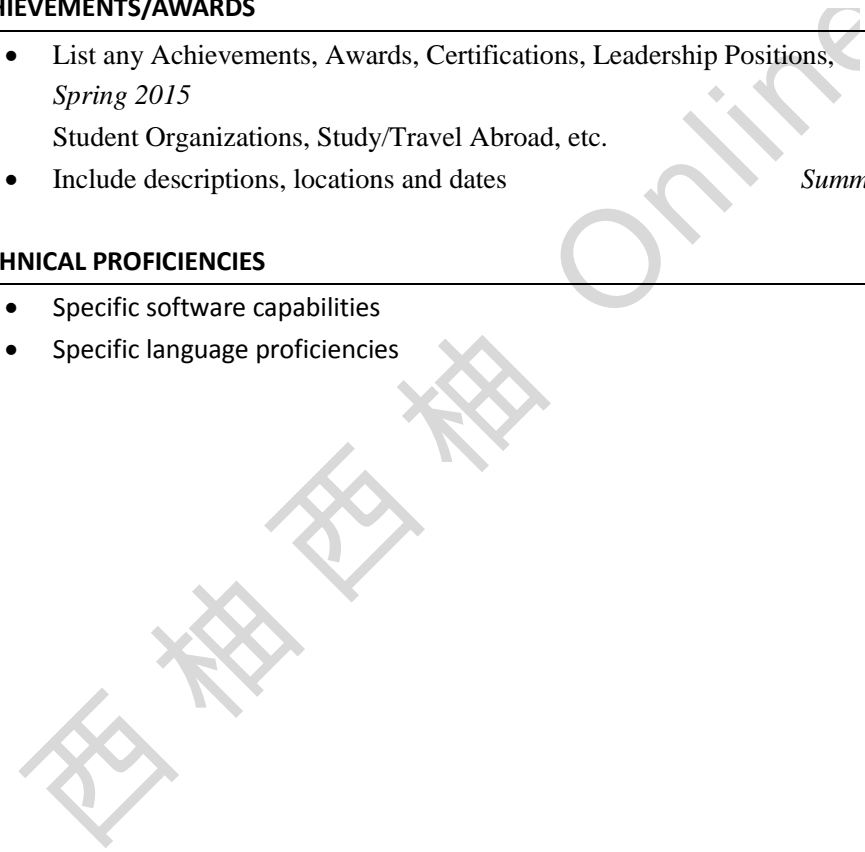 HIEVEMENTS/AWARDS
• List any Achievements, Awards, Certifications, Leadership Positions,
Spring 2015
Student Organizations, Study/Travel Abroad, etc.
• Include descriptions, locations and dates Summ
HNICAL PROFICIENCIES
• Specific software capabilities
• Specific language proficiencies
西柚西柚 Online